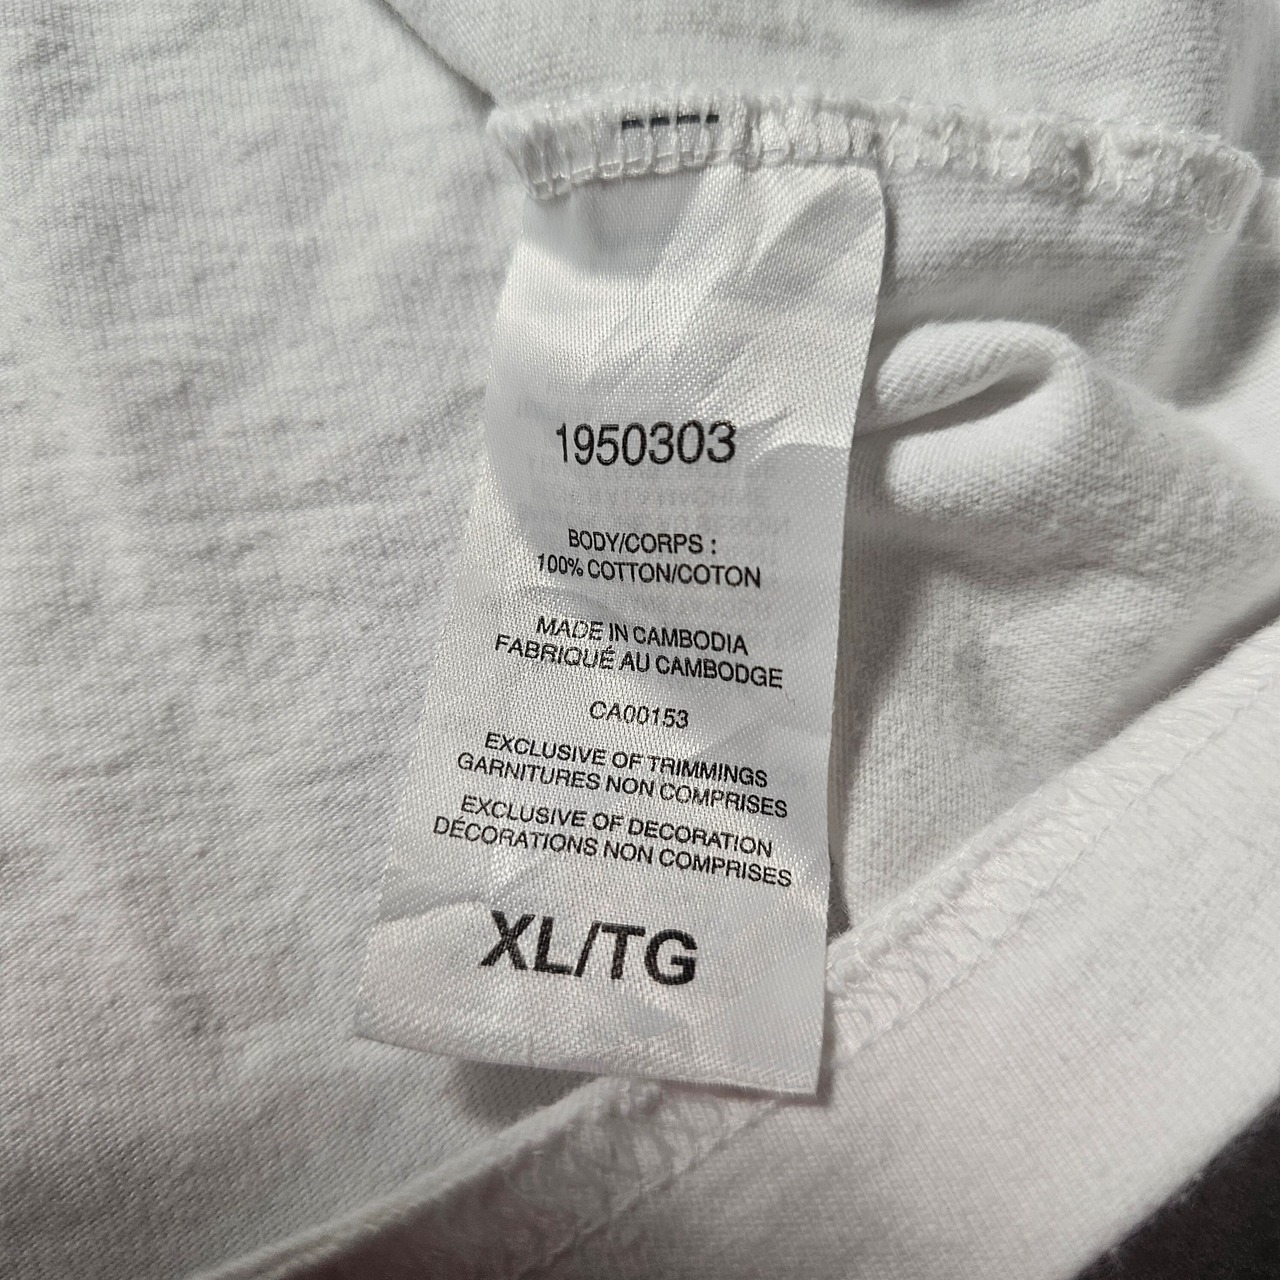 1950303
BODY/CORPS :
100% COTTON/COTON
MADE IN CAMBODIA
FABRIQUÉ AU CAMBODGE
CA00153
EXCLUSIVE OF TRIMMINGS
GARNITURES NON COMPRISES
EXCLUSIVE OF DECORATION
DÉCORATIONS NON COMPRISES
XL/TG